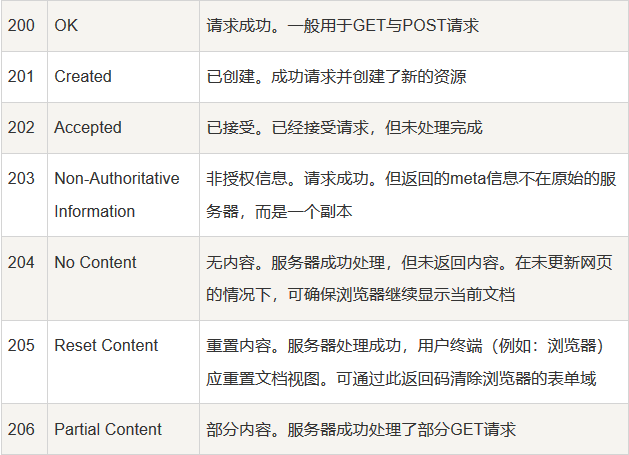 200 OK 请求成功。一般用于GET与POST请求
201 Created 已创建。成功请求并创建了新的资源
202 Accepted 已接受。已经接受请求，但未处理完成
203 Non-Authoritative 非授权信息。请求成功。但返回的meta信息不在原始的服
Information 务器，而是一个副本
204 No Content 无内容。服务器成功处理，但未返回内容。在未更新网页
的情况下，可确保浏览器继续显示当前文档
205 Reset Content 重置内容。服务器处理成功，用户终端（例如：浏览器）
应重置文档视图。可通过此返回码清除浏览器的表单域
206 Partial Content 部分内容。服务器成功处理了部分GET请求